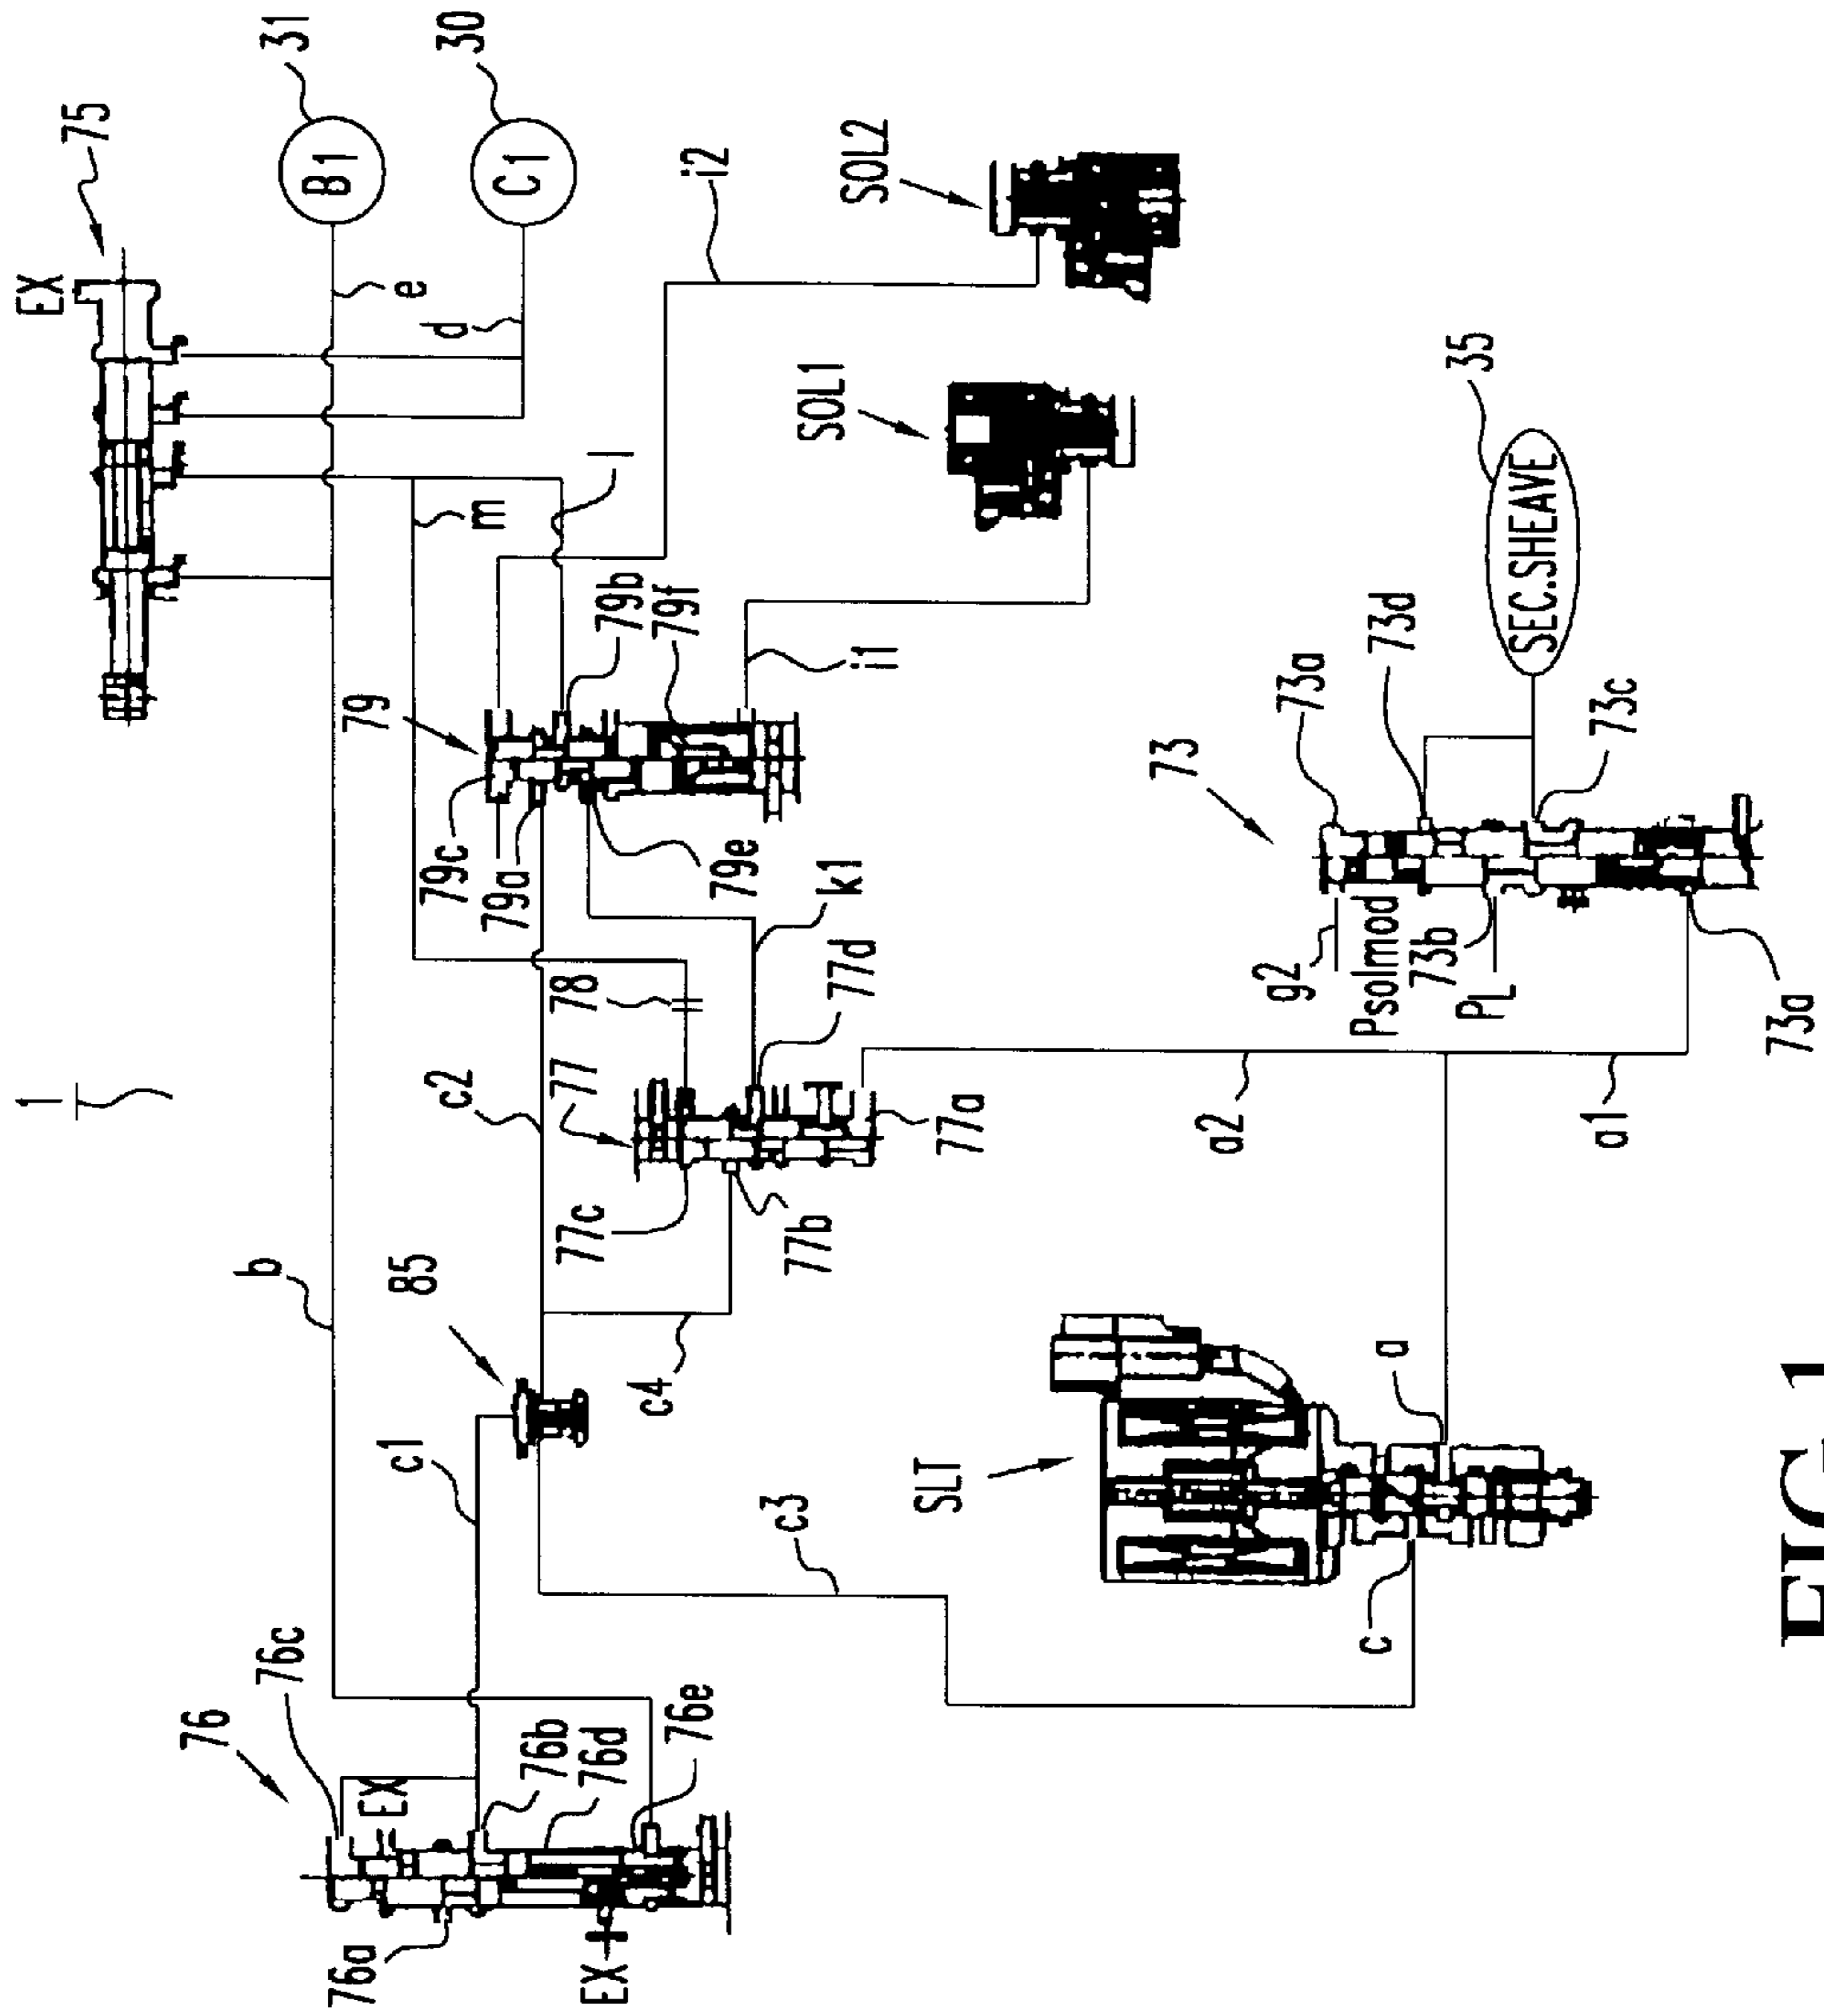 1
76
76c
76a
EX
EX
76b
76d
76e
c1
b
85
c3
c4
c2
77
77c
77b
77d
77a
78
k1
79
79c
79a
79e
79b
79f
m
l
i1
i2
75
EX
e
d
B1
31
C1
30
SOL1
SOL2
SLT
a
c
a2
a1
73
73a
73d
73c
73b
73a
g2
Psolmod
PL
SEC.SHEAVE
35
FIG.1